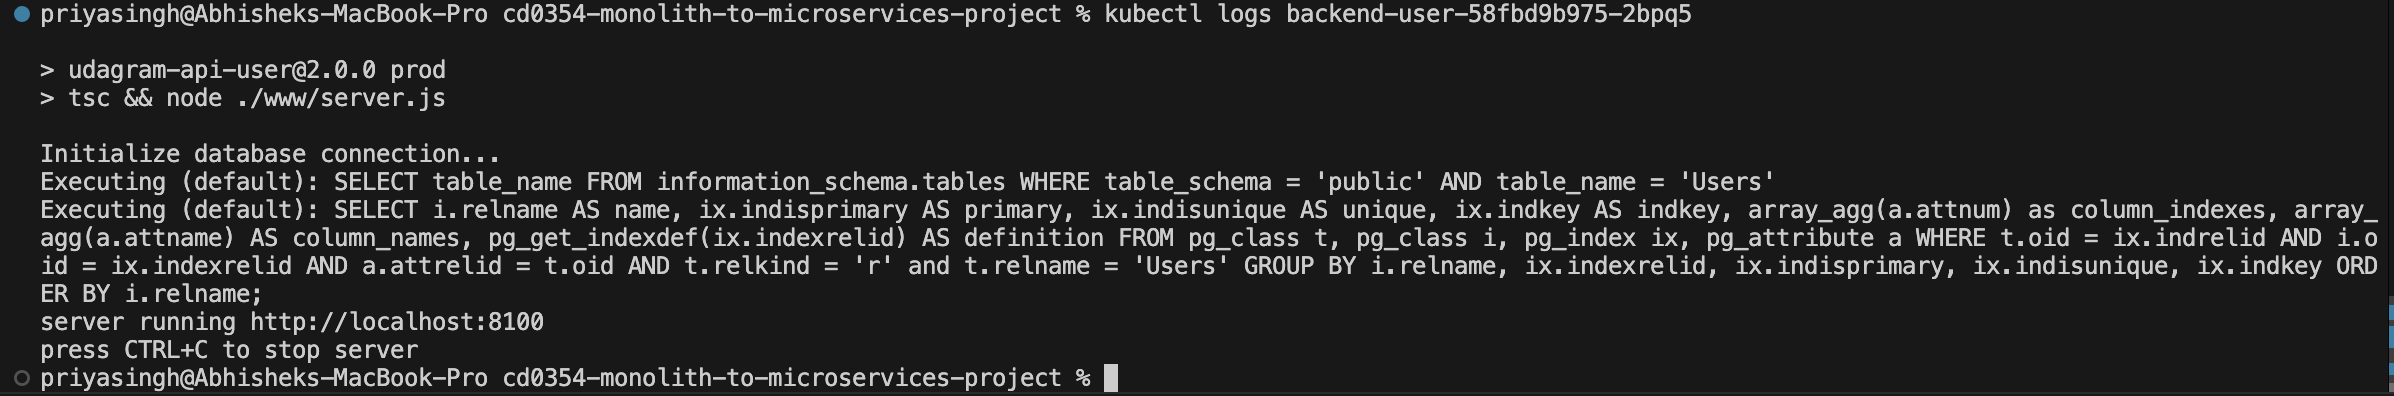 priyasingh@Abhisheks-MacBook-Pro cd0354-monolith-to-microservices-project % kubectl logs backend-user-58fbd9b975-2bpq5
> udagram-api-user@2.0.0 prod
> tsc && node ./www/server.js
Initialize database connection...
Executing (default): SELECT table_name FROM information_schema.tables WHERE table_schema = 'public' AND table_name = 'Users'
Executing (default): SELECT i.relname AS name, ix.indisprimary AS primary, ix.indisunique AS unique, ix.indkey AS indkey, array_agg(a.attnum) as column_indexes, array_
agg(a.attname) AS column_names, pg_get_indexdef(ix.indexrelid) AS definition FROM pg_class t, pg_class i, pg_index ix, pg_attribute a WHERE t.oid = ix.indrelid AND i.o
id = ix.indexrelid AND a.attrelid = t.oid AND t.relkind = 'r' and t.relname = 'Users' GROUP BY i.relname, ix.indexrelid, ix.indisprimary, ix.indisunique, ix.indkey ORD
ER BY i.relname;
server running http://localhost:8100
press CTRL+C to stop server
priyasingh@Abhisheks-MacBook-Pro cd0354-monolith-to-microservices-project %